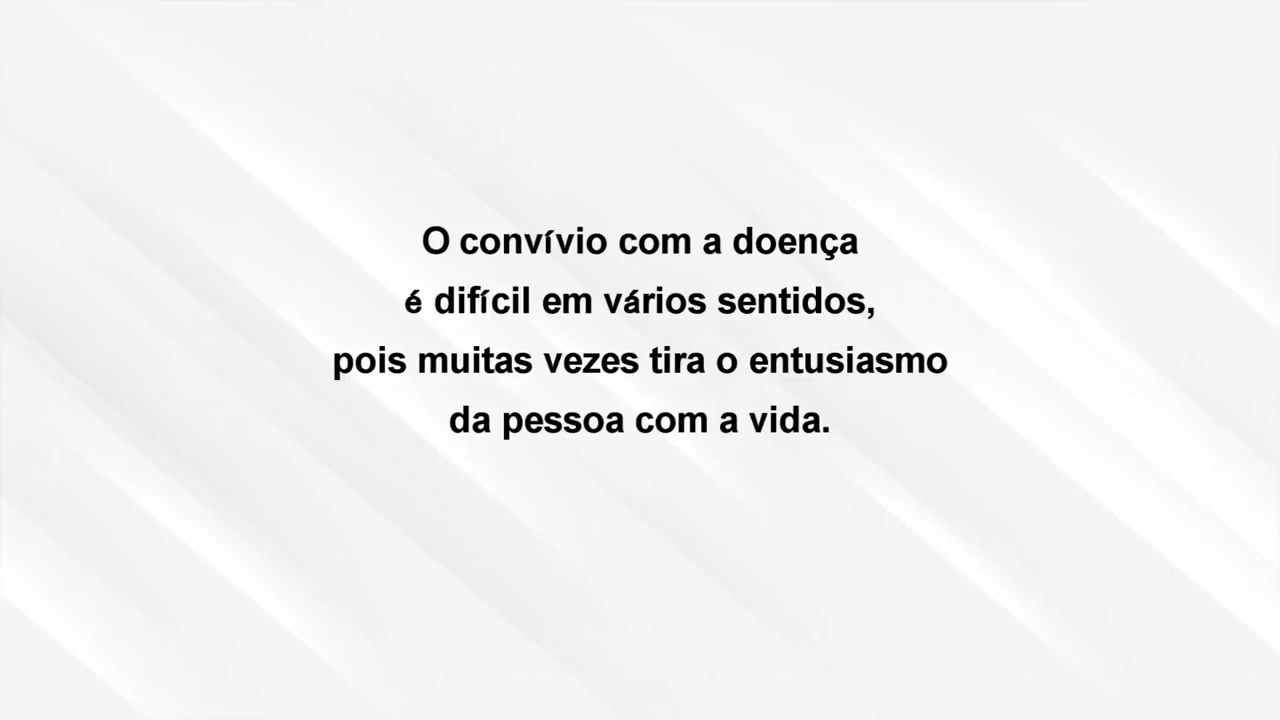 O convívio com a doença
é difícil em vários sentidos,
pois muitas vezes tira o entusiasmo
da pessoa com a vida.